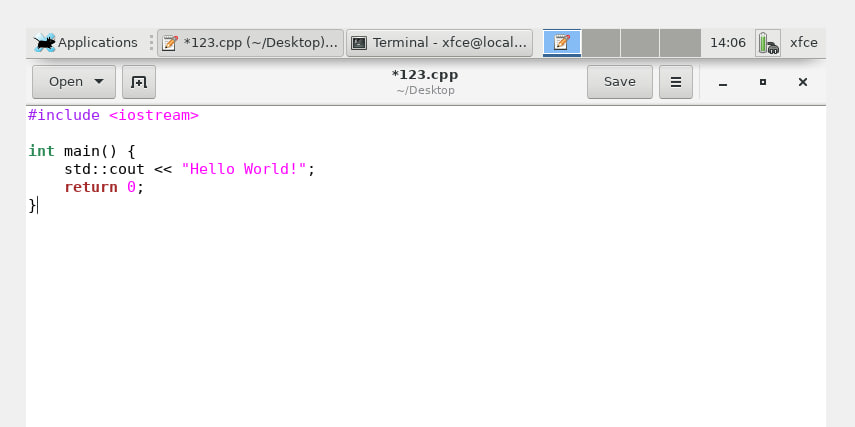 Applications *123.cpp (~/Desktop)... Terminal - xfce@local... 14:06 xfce
Open *123.cpp Save
~/Desktop
#include <iostream>
int main() {
    std::cout << "Hello World!";
    return 0;
}